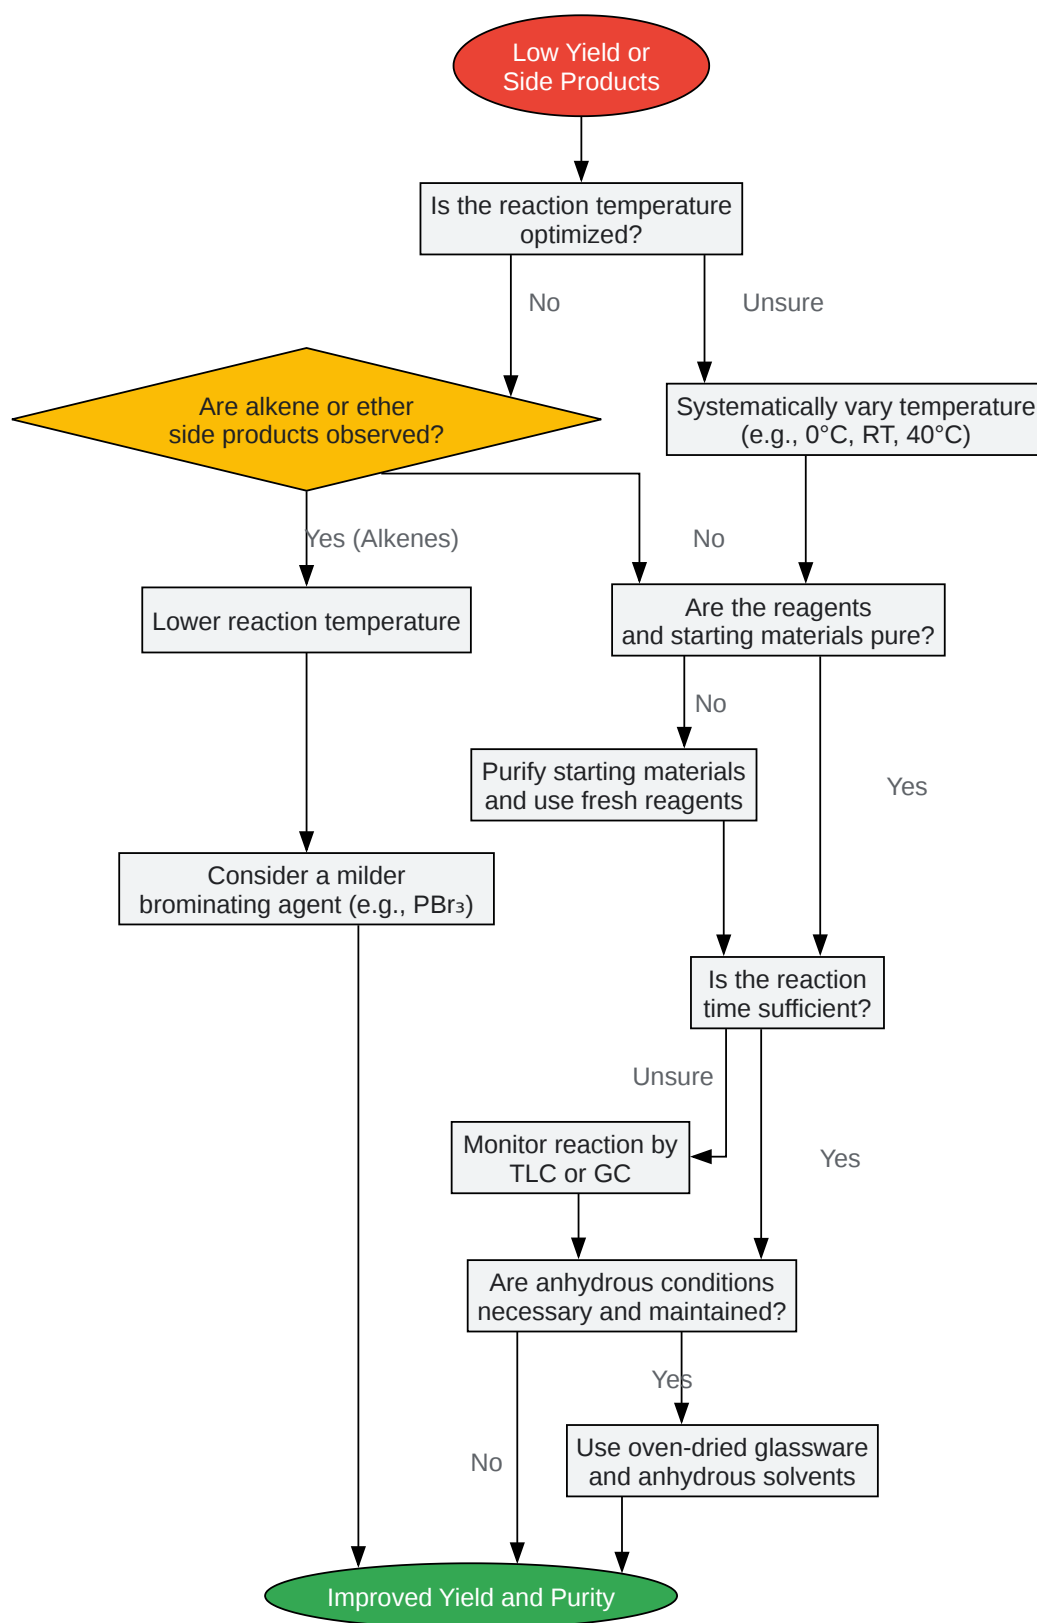 Low Yield or
Side Products
Is the reaction temperature
optimized?
No
Unsure
Are alkene or ether
side products observed?
Systematically vary temperature
(e.g., 0°C, RT, 40°C)
Yes (Alkenes)
No
Lower reaction temperature
Are the reagents
and starting materials pure?
No
Purify starting materials
and use fresh reagents
Yes
Consider a milder
brominating agent (e.g., PBr₃)
Is the reaction
time sufficient?
Unsure
Monitor reaction by
TLC or GC
Yes
Are anhydrous conditions
necessary and maintained?
Yes
No
Use oven-dried glassware
and anhydrous solvents
Improved Yield and Purity